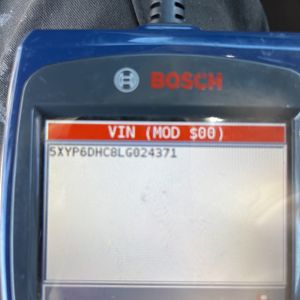 BOSCH
VIN (MOD $00)
5XYP6DHC8LG024371